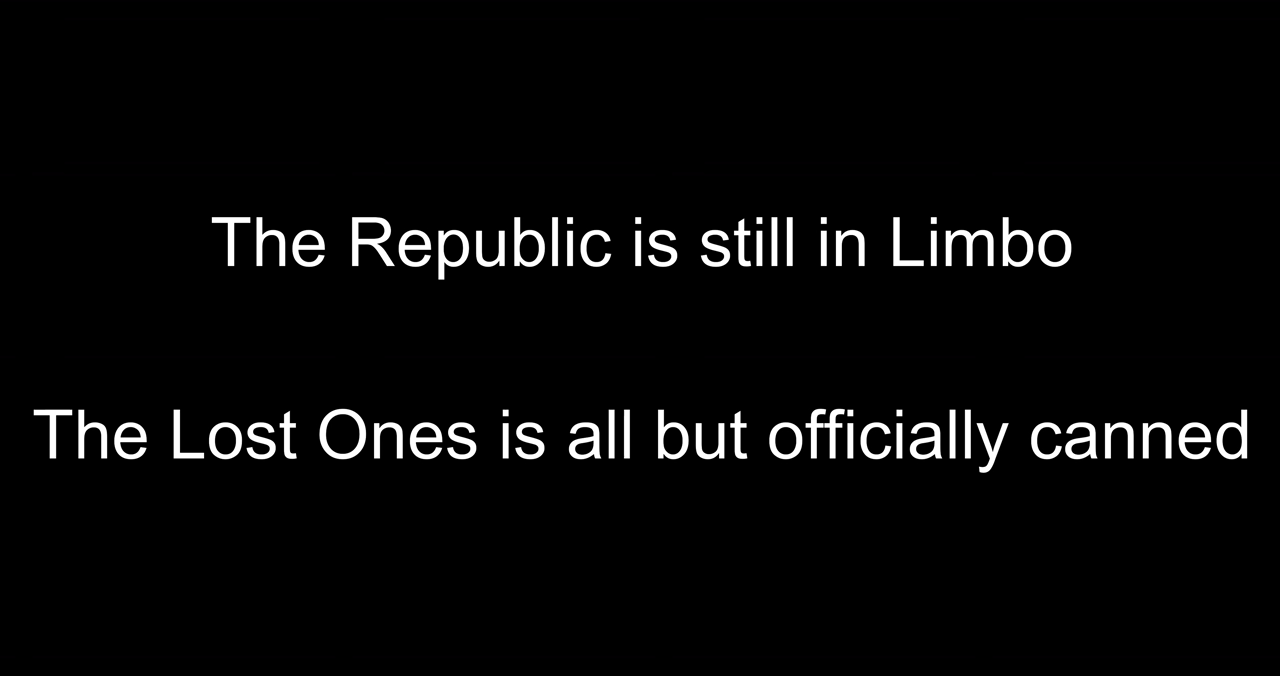 The Republic is still in Limbo
The Lost Ones is all but officially canned